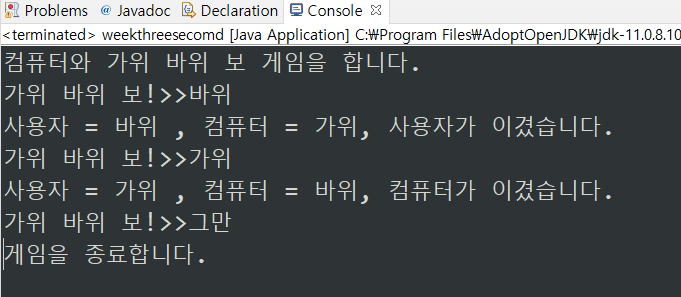 Problems @ Javadoc Declaration Console
<terminated> weekthreesecomd [Java Application] C:₩Program Files₩AdoptOpenJDK₩jdk-11.0.8.10
컴퓨터와 가위 바위 보 게임을 합니다.
가위 바위 보!>>바위
사용자 = 바위 , 컴퓨터 = 가위, 사용자가 이겼습니다.
가위 바위 보!>>가위
사용자 = 가위 , 컴퓨터 = 바위, 컴퓨터가 이겼습니다.
가위 바위 보!>>그만
게임을 종료합니다.